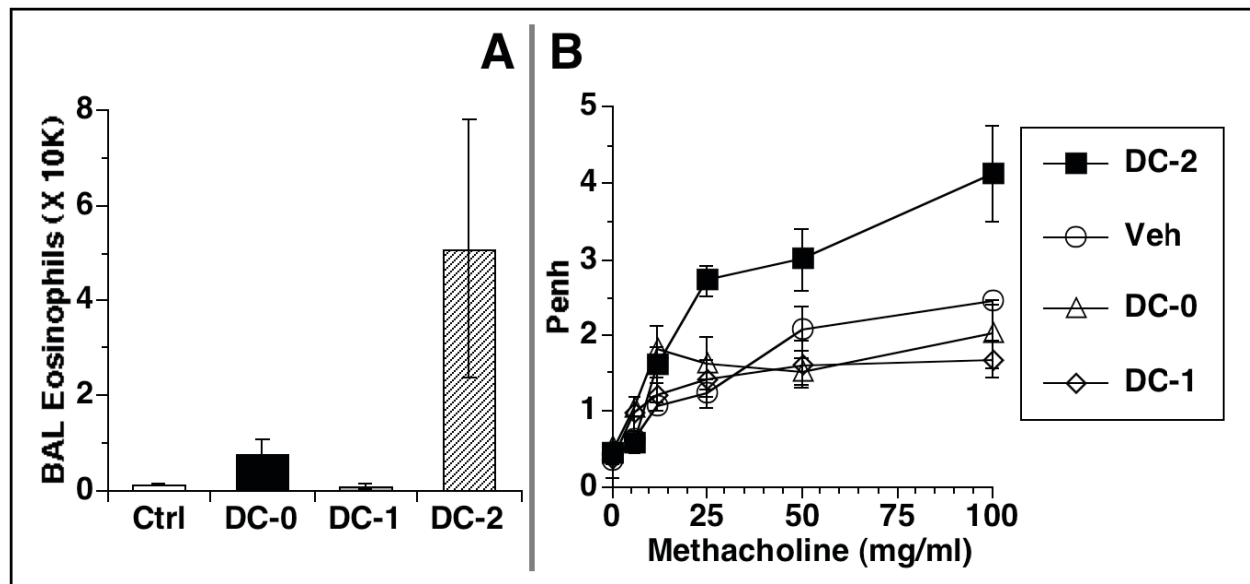 A
BAL Eosinophils (X 10K)
8
6
4
2
0
Ctrl DC-0 DC-1 DC-2
B
Penh
5
4
3
2
1
0
0 25 50 75 100
Methacholine (mg/ml)
DC-2
Veh
DC-0
DC-1